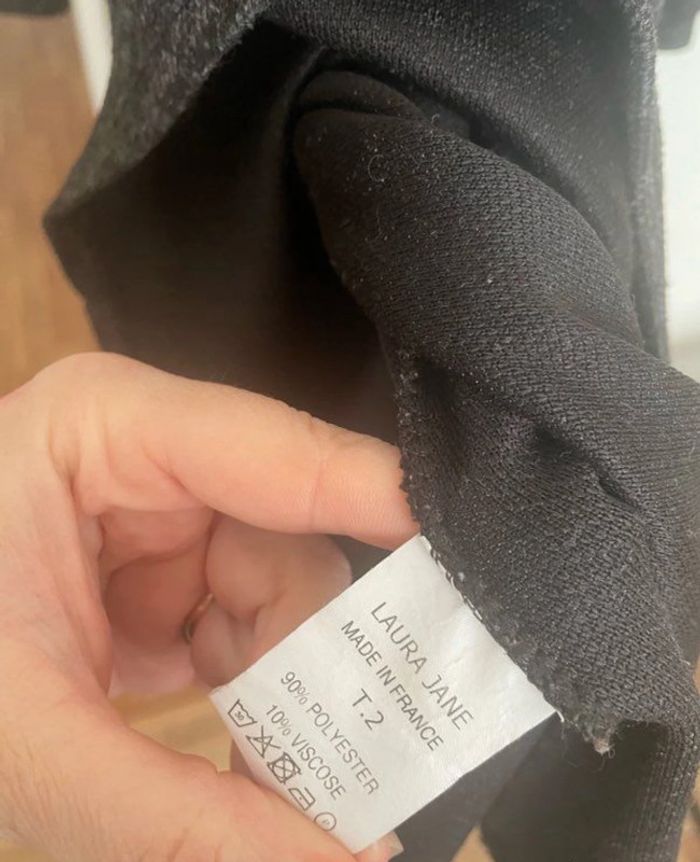 LAURA JANE
MADE IN FRANCE
T.2
90% POLYESTER
10% VISCOSE